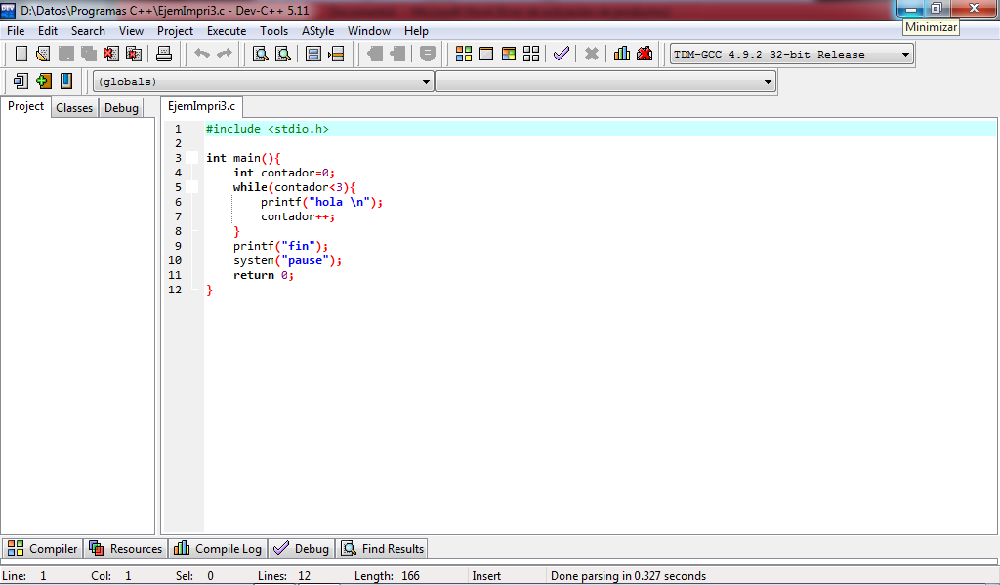 D:\Datos\Programas C++\EjemImpri3.c - Dev-C++ 5.11
Minimizar
File Edit Search View Project Execute Tools AStyle Window Help
TDM-GCC 4.9.2 32-bit Release
(globals)
Project Classes Debug
EjemImpri3.c
1 #include <stdio.h>
2
3 int main(){
4 int contador=0;
5 while(contador<3){
6 printf("hola \n");
7 contador++;
8 }
9 printf("fin");
10 system("pause");
11 return 0;
12 }
Compiler Resources Compile Log Debug Find Results
Line: 1 Col: 1 Sel: 0 Lines: 12 Length: 166 Insert Done parsing in 0.327 seconds